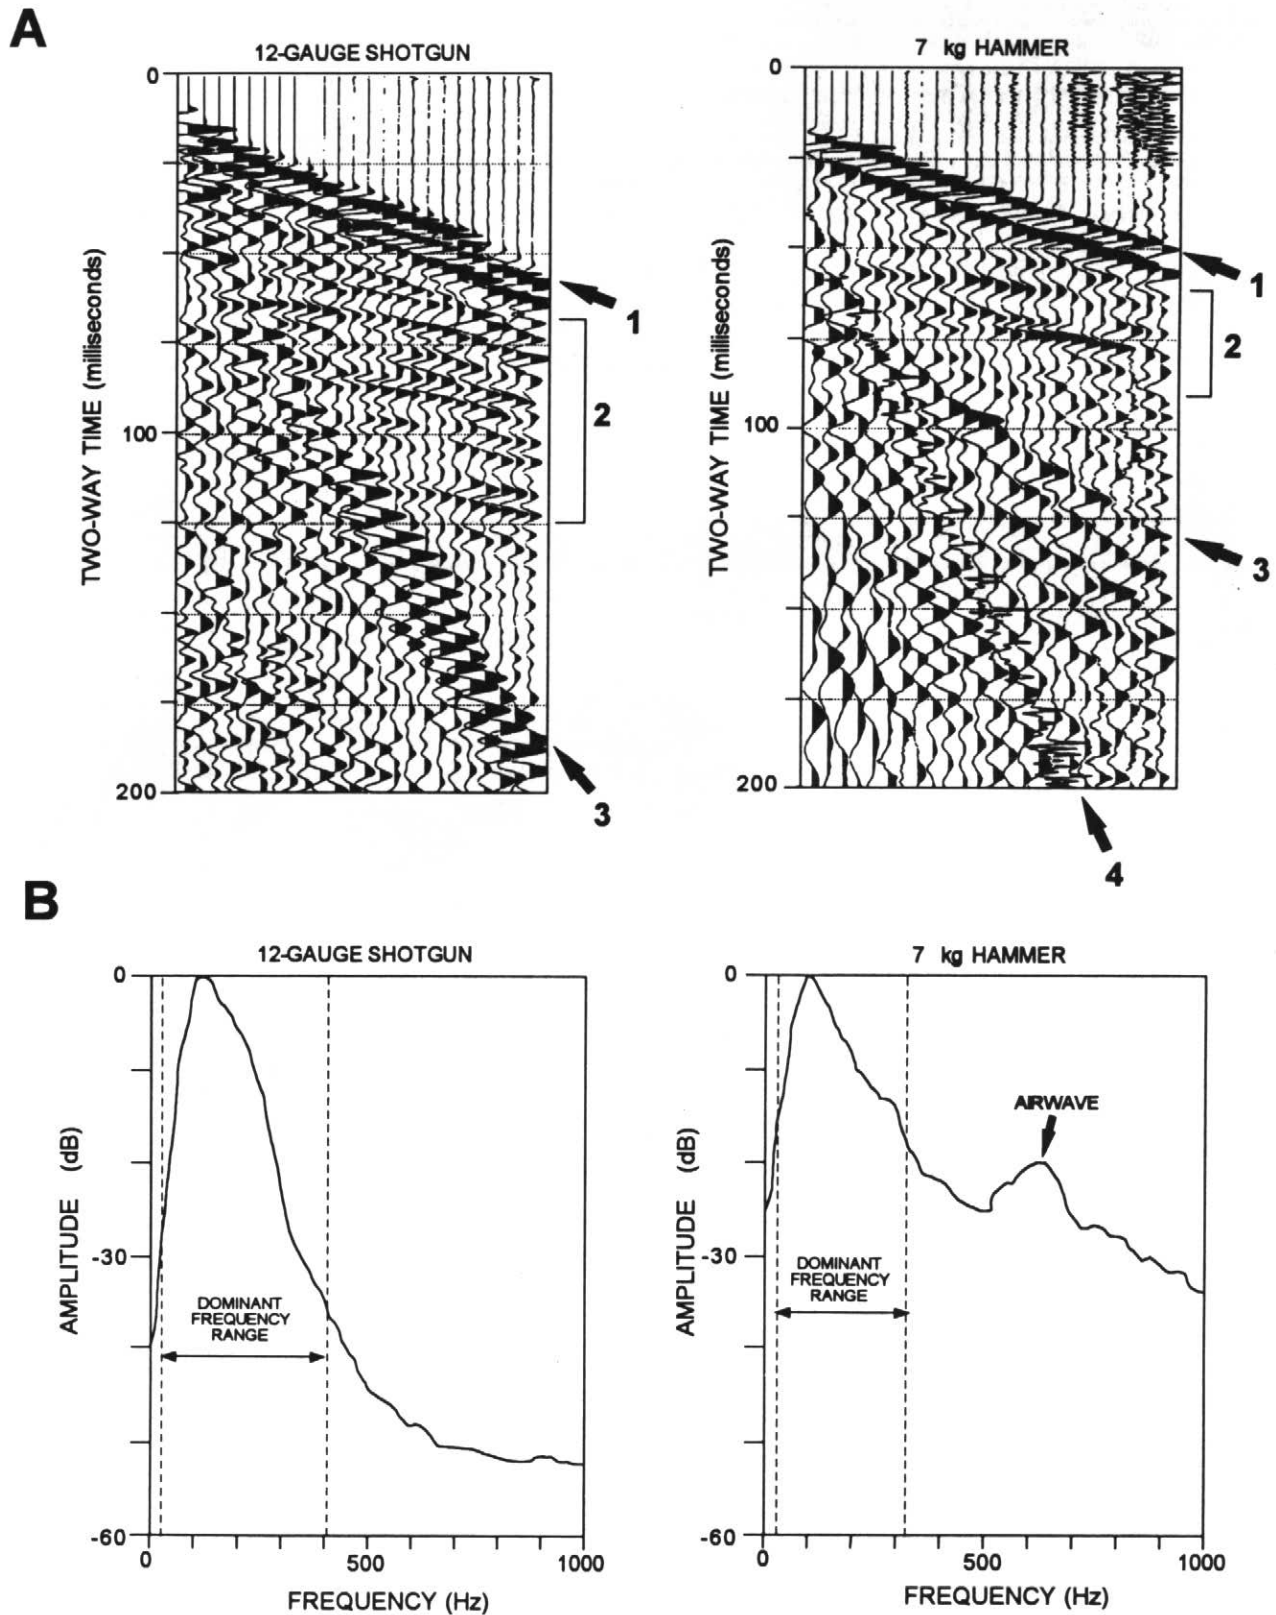 A
12-GAUGE SHOTGUN
7 kg HAMMER
0
0
TWO-WAY TIME (milliseconds)
TWO-WAY TIME (milliseconds)
1
1
2
2
100
100
3
3
200
200
4
B
12-GAUGE SHOTGUN
7 kg HAMMER
0
0
AIRWAVE
AMPLITUDE (dB)
AMPLITUDE (dB)
-30
-30
DOMINANT
FREQUENCY
RANGE
DOMINANT
FREQUENCY
RANGE
-60
-60
0
500
1000
0
500
1000
FREQUENCY (Hz)
FREQUENCY (Hz)